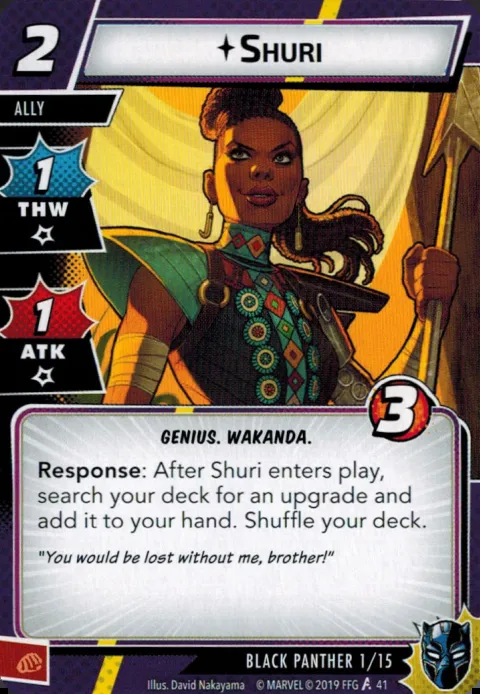 2
Shuri
ALLY
1
THW
1
ATK
3
GENIUS. WAKANDA.
Response: After Shuri enters play,
search your deck for an upgrade and
add it to your hand. Shuffle your deck.
"You would be lost without me, brother!"
BLACK PANTHER 1/15
Illus. David Nakayama © MARVEL © 2019 FFG 41